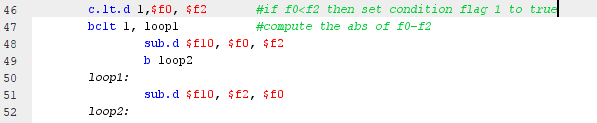 46 c.lt.d 1,$f0, $f2 #if f0<f2 then set condition flag 1 to true
47 bclt 1, loop1 #compute the abs of f0-f2
48 sub.d $f10, $f0, $f2
49 b loop2
50 loop1:
51 sub.d $f10, $f2, $f0
52 loop2: